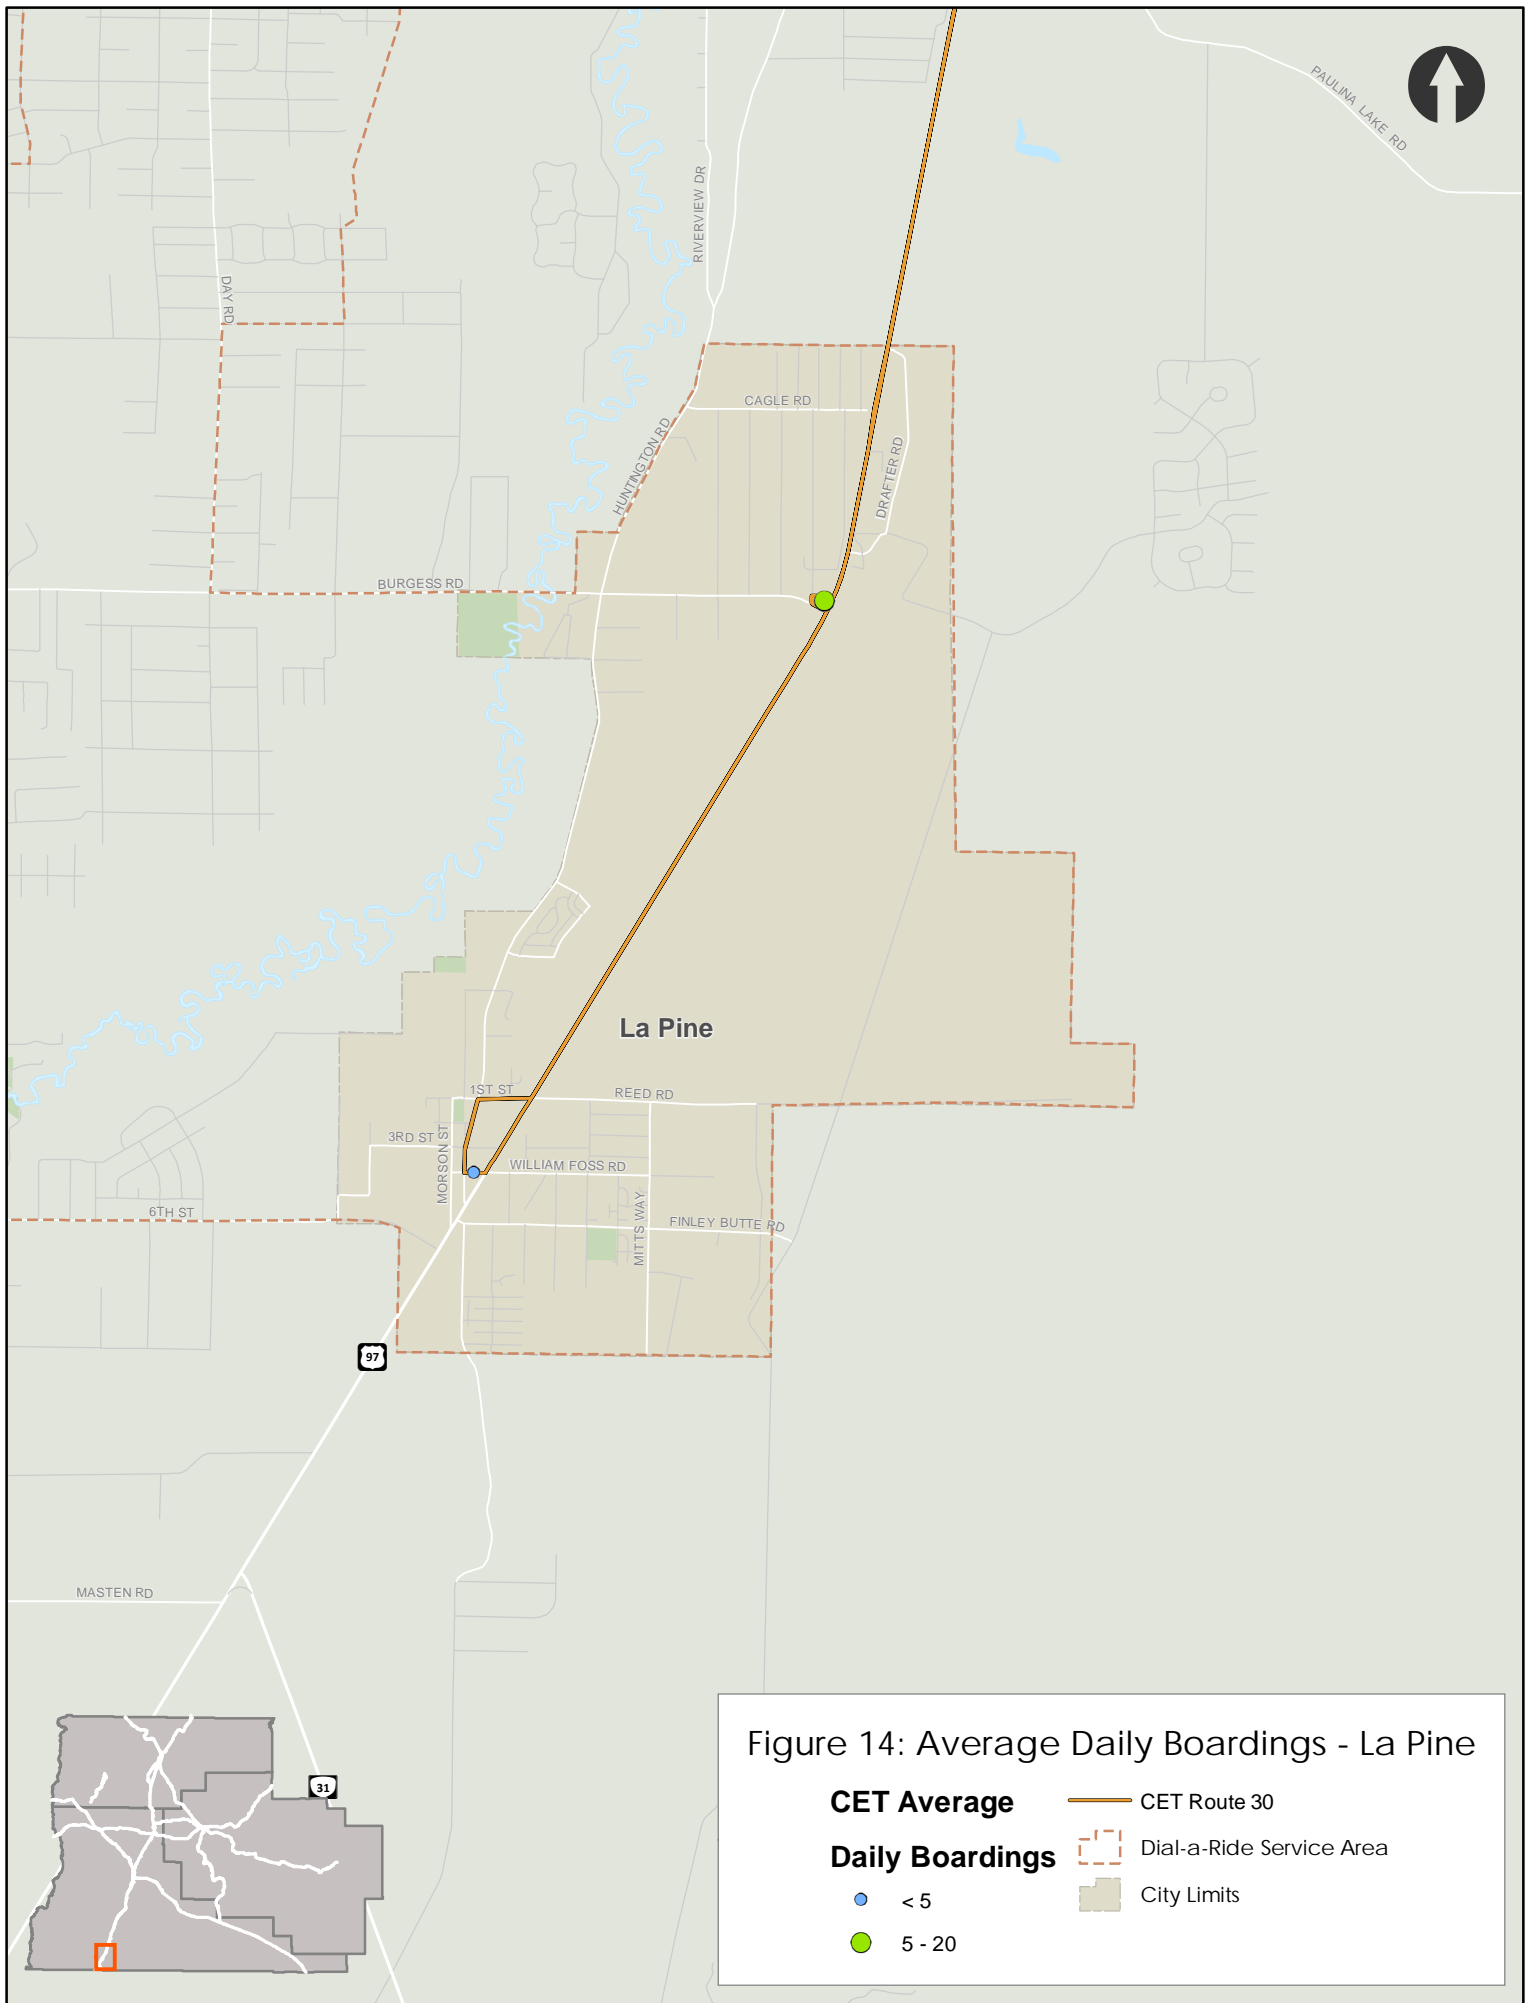 PAULINA LAKE RD
RIVERVIEW DR
DAY RD
CAGLE RD
HUNTINGTON RD
DRAFTER RD
BURGESS RD
La Pine
1ST ST
REED RD
3RD ST
MORSON ST
WILLIAM FOSS RD
6TH ST
MITTS WAY
FINLEY BUTTE RD
97
MASTEN RD
31
Figure 14: Average Daily Boardings - La Pine
CET Average
Daily Boardings
< 5
5 - 20
CET Route 30
Dial-a-Ride Service Area
City Limits